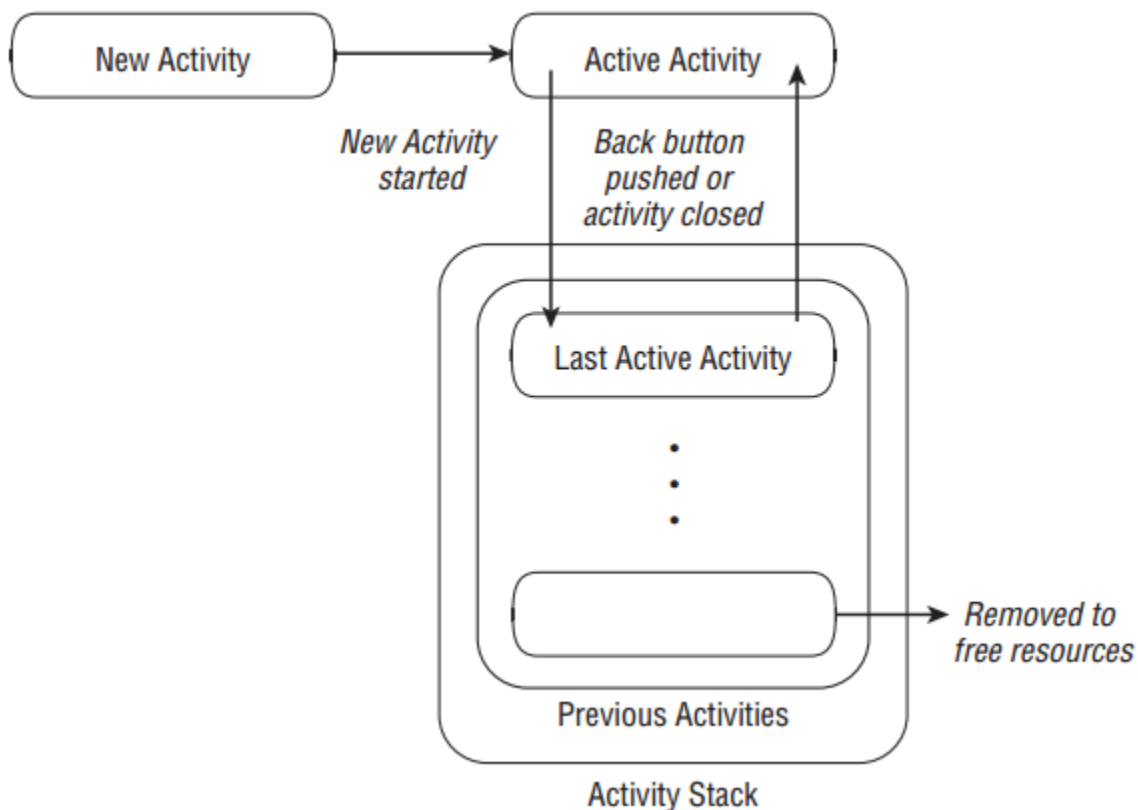 New Activity
Active Activity
New Activity
started
Back button
pushed or
activity closed
Last Active Activity
Removed to
free resources
Previous Activities
Activity Stack